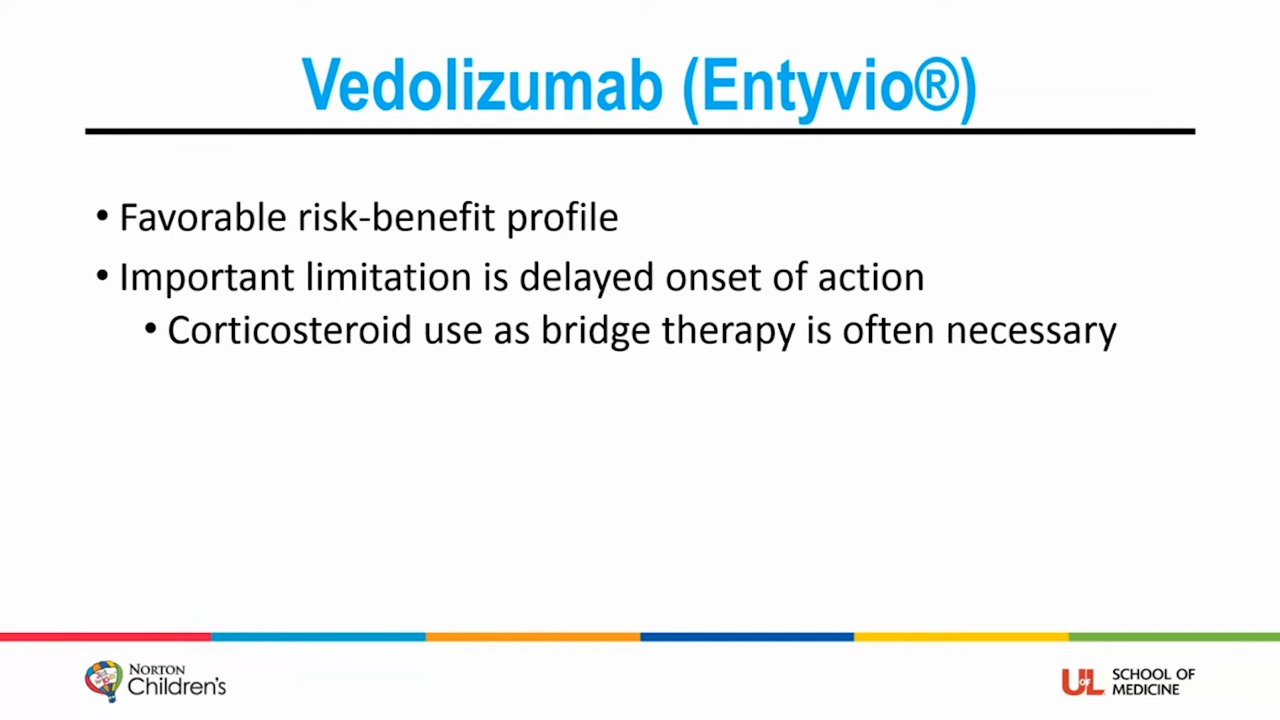 Vedolizumab (Entyvio®)
• Favorable risk-benefit profile
• Important limitation is delayed onset of action
• Corticosteroid use as bridge therapy is often necessary
NORTON
Children's
UofL
SCHOOL OF
MEDICINE